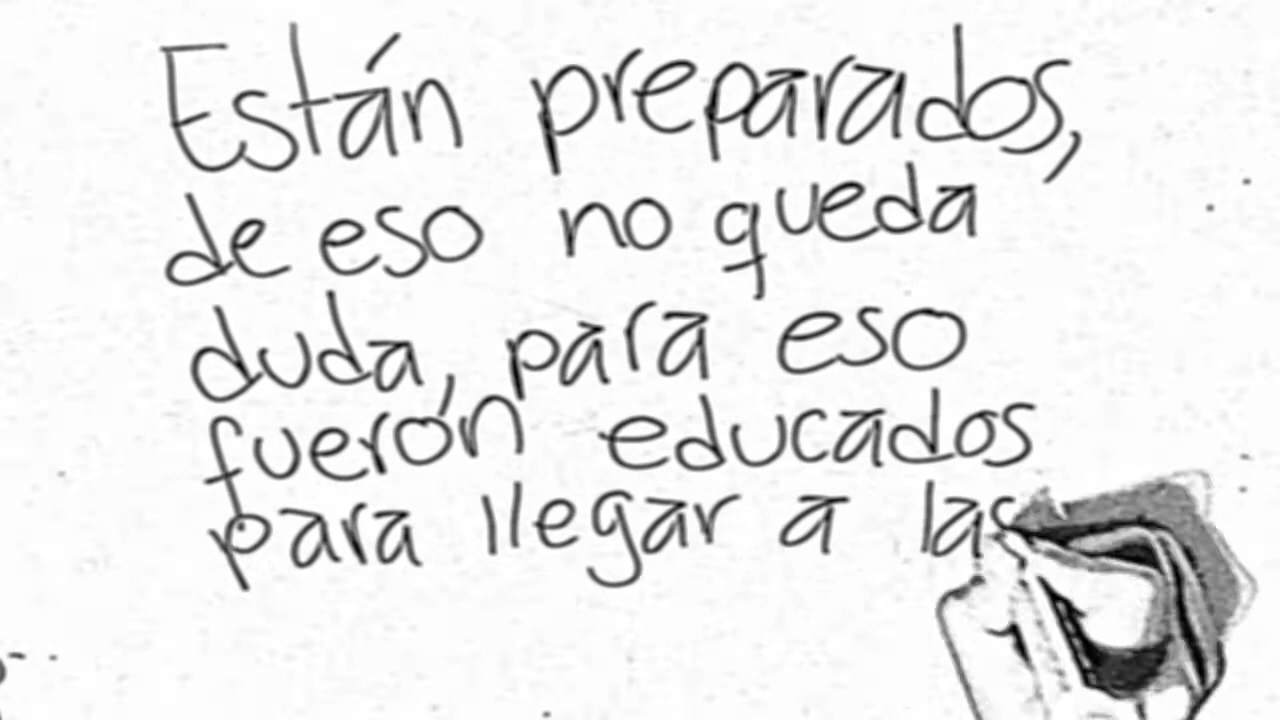 Están preparados,
de eso no queda
duda, para eso
fuerón educados
para llegar a las